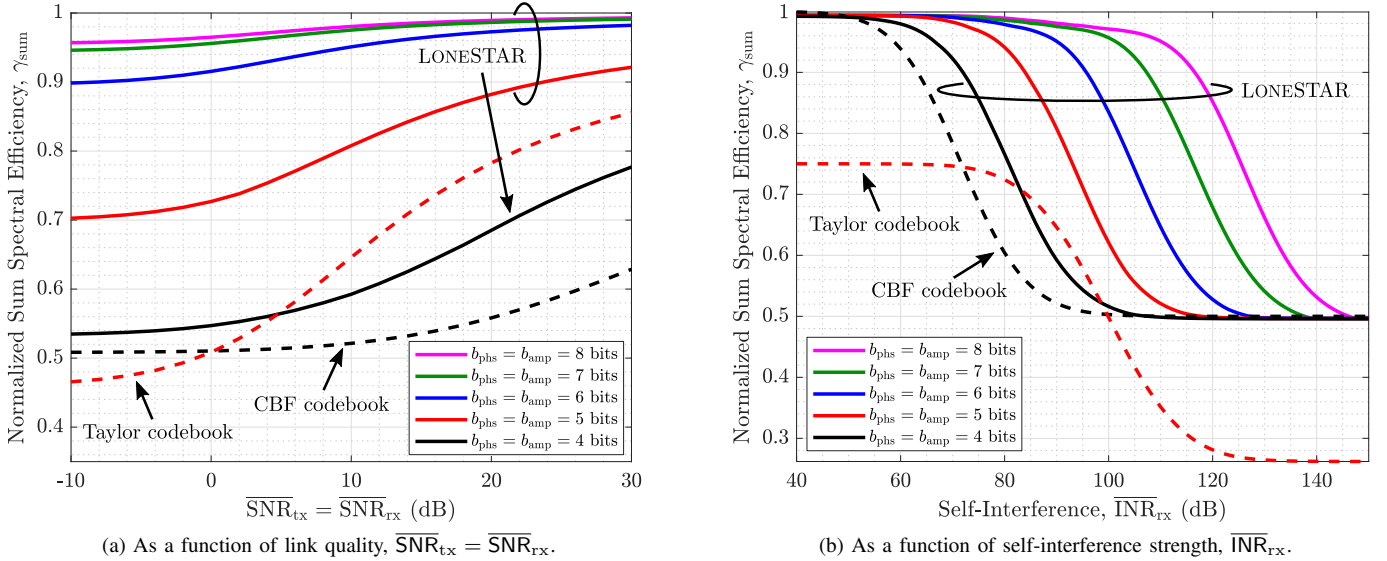 Normalized Sum Spectral Efficiency, γsum
1
0.9
0.8
0.7
0.6
0.5
0.4
LONESTAR
Taylor codebook
CBF codebook
bphs = bamp = 8 bits
bphs = bamp = 7 bits
bphs = bamp = 6 bits
bphs = bamp = 5 bits
bphs = bamp = 4 bits
-10
0
10
20
30
SNRtx = SNRrx (dB)
(a) As a function of link quality, SNRtx = SNRrx.
Normalized Sum Spectral Efficiency, γsum
1
0.9
0.8
0.7
0.6
0.5
0.4
0.3
LONESTAR
Taylor codebook
CBF codebook
bphs = bamp = 8 bits
bphs = bamp = 7 bits
bphs = bamp = 6 bits
bphs = bamp = 5 bits
bphs = bamp = 4 bits
40
60
80
100
120
140
Self-Interference, INRrx (dB)
(b) As a function of self-interference strength, INRrx.